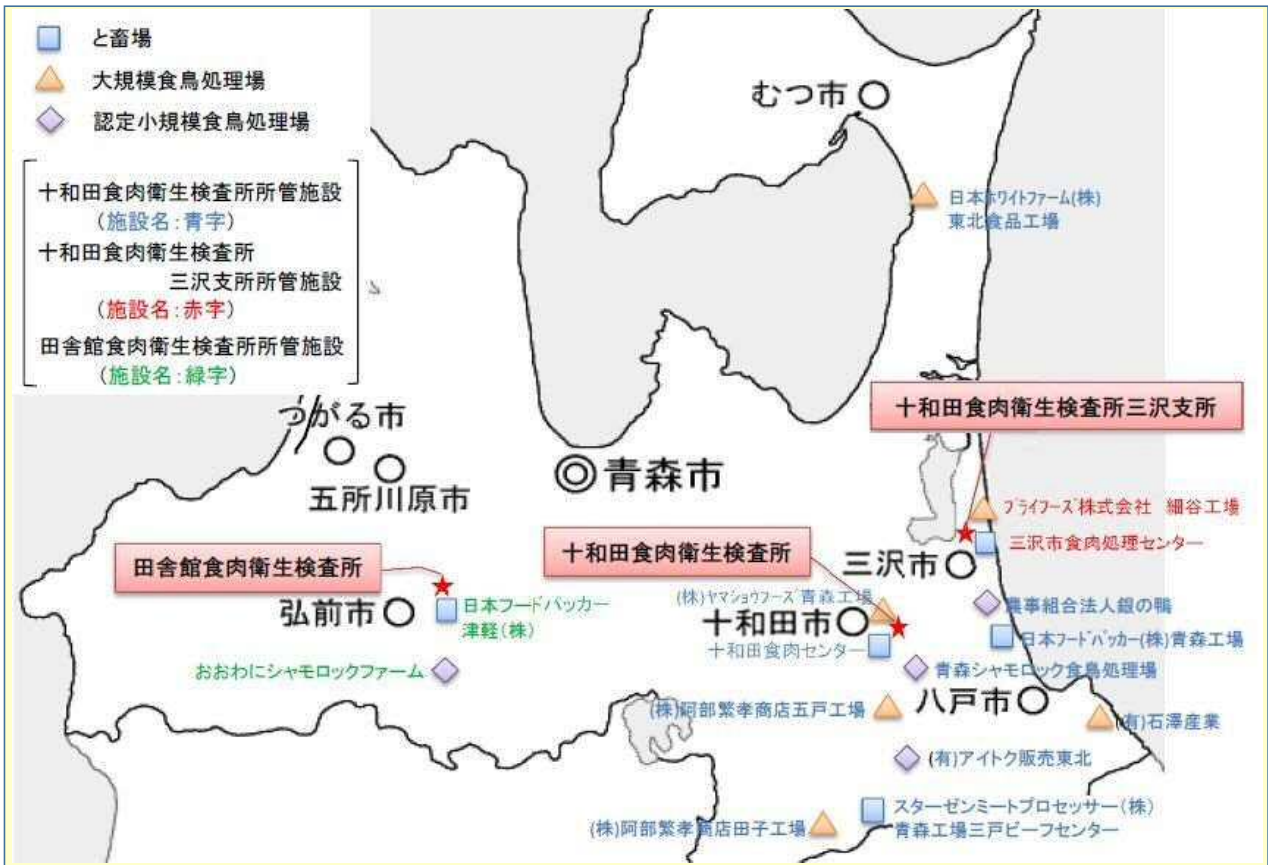 と畜場
大規模食鳥処理場
認定小規模食鳥処理場
十和田食肉衛生検査所所管施設
(施設名:青字)
十和田食肉衛生検査所
三沢支所所管施設
(施設名:赤字)
田舎館食肉衛生検査所所管施設
(施設名:緑字)
むつ市
日本ホワイトファーム(株)
東北食品工場
十和田食肉衛生検査所三沢支所
つがる市
五所川原市
青森市
プライフーズ株式会社 細谷工場
三沢市食肉処理センター
三沢市
田舎館食肉衛生検査所
十和田食肉衛生検査所
弘前市
日本フードパッカー
津軽(株)
おおわにシャモロックファーム
(株)ヤマショウフーズ青森工場
十和田市
十和田食肉センター
農事組合法人銀の鴨
日本フードパッカー(株)青森工場
青森シャモロック食鳥処理場
八戸市
(株)阿部繁孝商店五戸工場
(有)石澤産業
(有)アイトク販売東北
スターゼンミートプロセッサー(株)
青森工場三戸ビーフセンター
(株)阿部繁孝商店田子工場